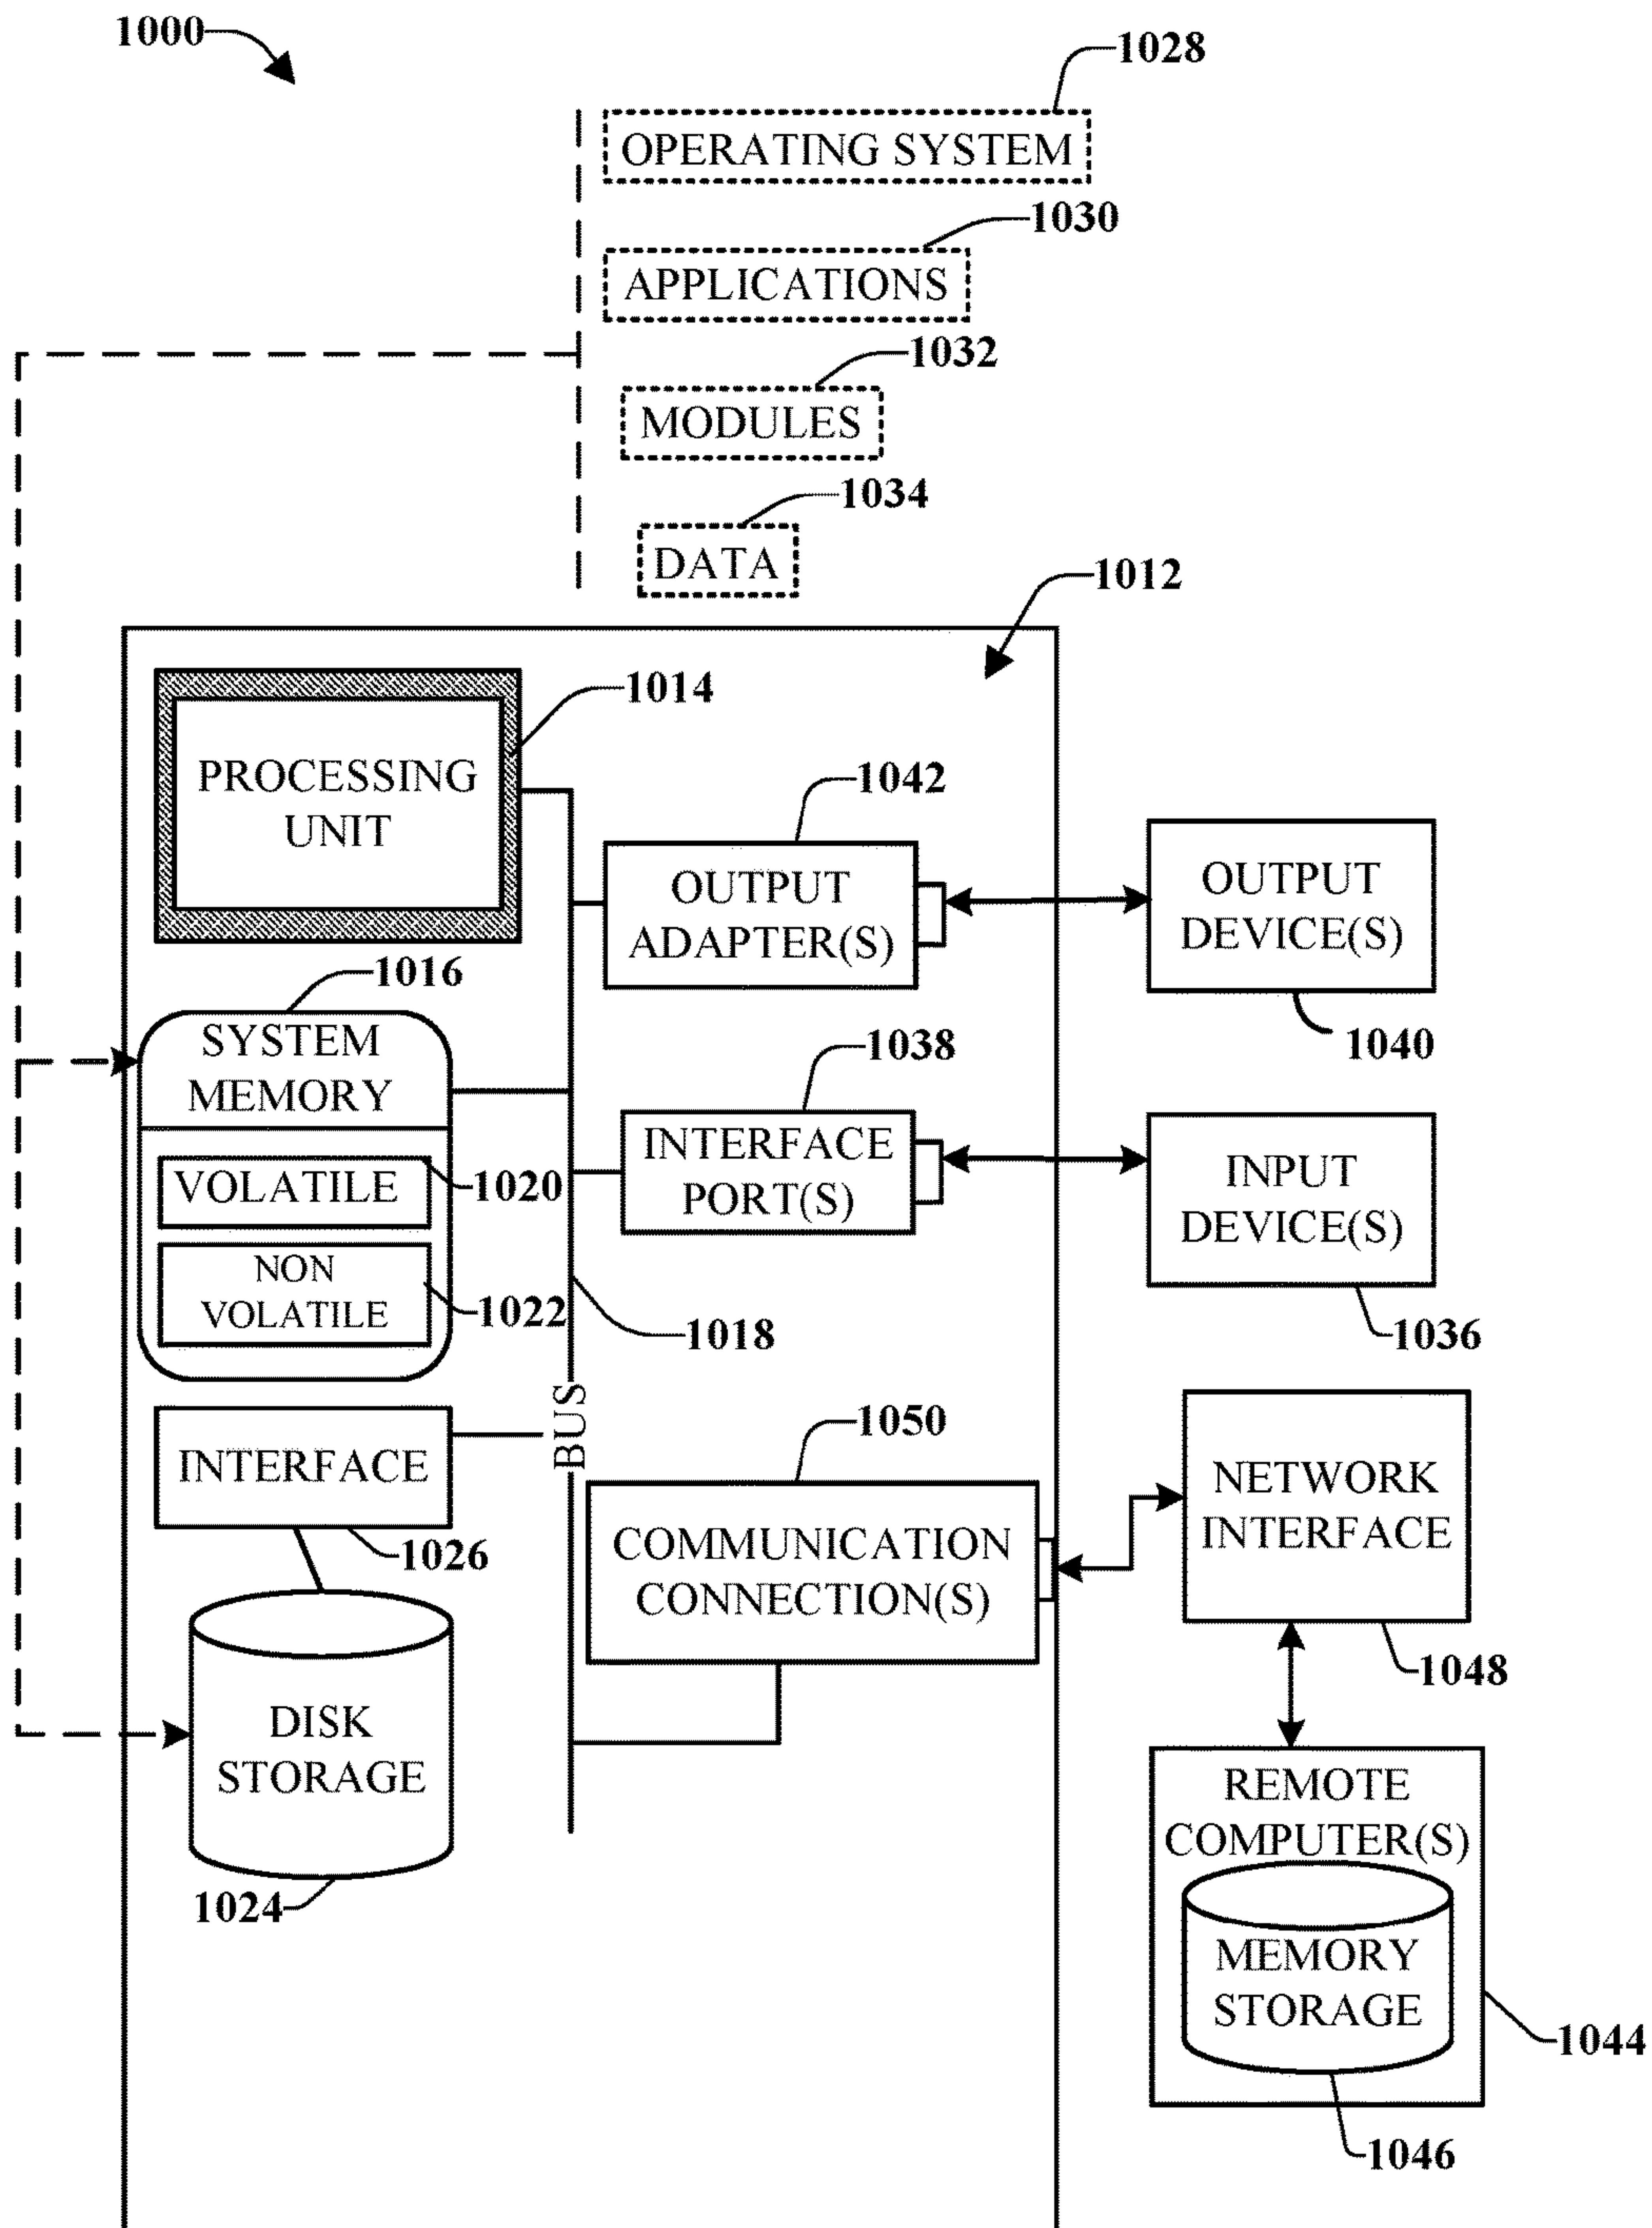 1000
1028
OPERATING SYSTEM
1030
APPLICATIONS
1032
MODULES
1034
DATA
1012
1014
PROCESSING
UNIT
1042
OUTPUT
ADAPTER(S)
OUTPUT
DEVICE(S)
1040
1016
SYSTEM
MEMORY
VOLATILE
1020
NON
VOLATILE
1022
1038
INTERFACE
PORT(S)
INPUT
DEVICE(S)
1036
1018
BUS
INTERFACE
1026
1050
COMMUNICATION
CONNECTION(S)
NETWORK
INTERFACE
1048
DISK
STORAGE
1024
REMOTE
COMPUTER(S)
MEMORY
STORAGE
1044
1046